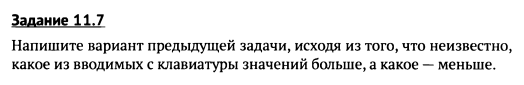 Задание 11.7
Напишите вариант предыдущей задачи, исходя из того, что неизвестно,
какое из вводимых с клавиатуры значений больше, а какое — меньше.